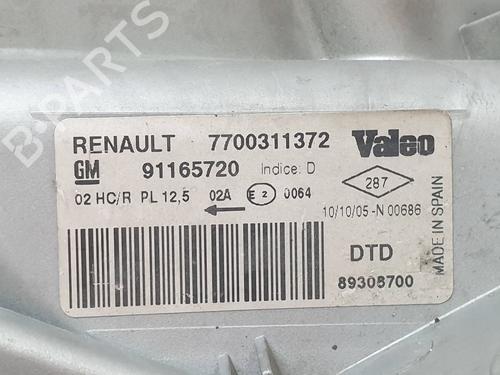 RENAULT 7700311372 Valeo
GM 91165720 Indice: D
02 HC/R PL 12,5 02A E2 0064
287
10/10/05 -N 00686
DTD
89308700
MADE IN SPAIN
B-PARTS